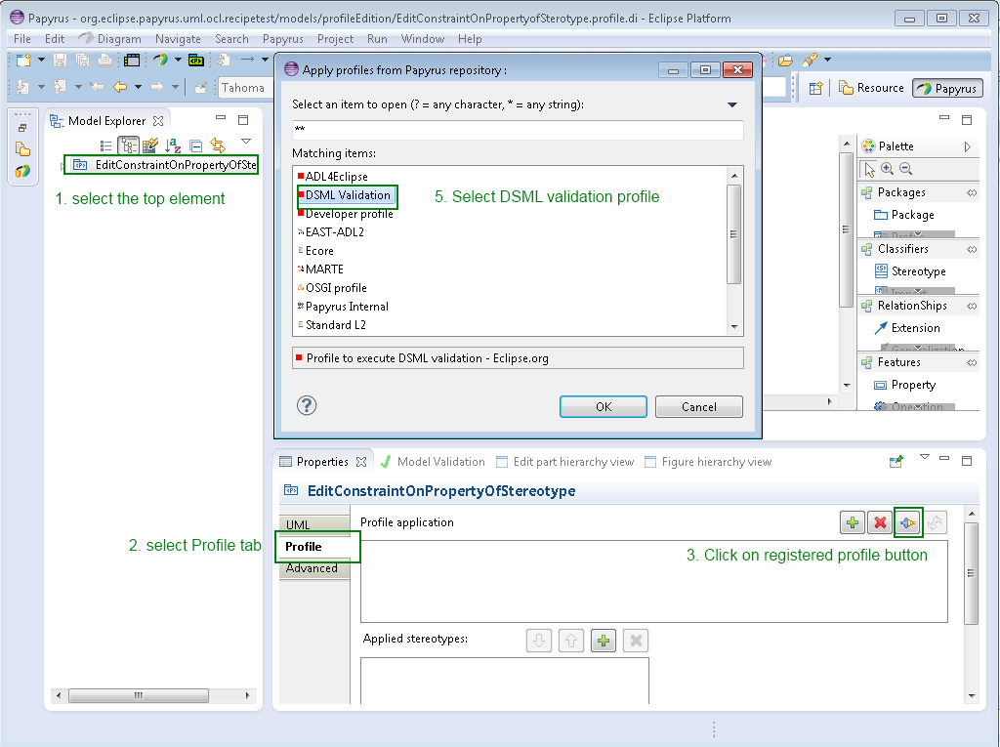 Papyrus - org.eclipse.papyrus.uml.ocl.recipetest/models/profileEdition/EditConstraintOnPropertyofSterotype.profile.di - Eclipse Platform
File Edit Diagram Navigate Search Papyrus Project Run Window Help
Tahoma
Resource
Papyrus
Model Explorer
EditConstraintOnPropertyOfSte
1. select the top element
Apply profiles from Papyrus repository :
Select an item to open (? = any character, * = any string):
**
Matching items:
ADL4Eclipse
DSML Validation
5. Select DSML validation profile
Developer profile
EAST-ADL2
Ecore
MARTE
OSGI profile
Papyrus Internal
Standard L2
Profile to execute DSML validation - Eclipse.org
OK
Cancel
Palette
Packages
Package
Profile
Classifiers
Stereotype
Import
RelationShips
Extension
Generalization
Features
Property
Operation
Properties
Model Validation
Edit part hierarchy view
Figure hierarchy view
EditConstraintOnPropertyOfStereotype
UML
Profile
Advanced
2. select Profile tab
Profile application
3. Click on registered profile button
Applied stereotypes: